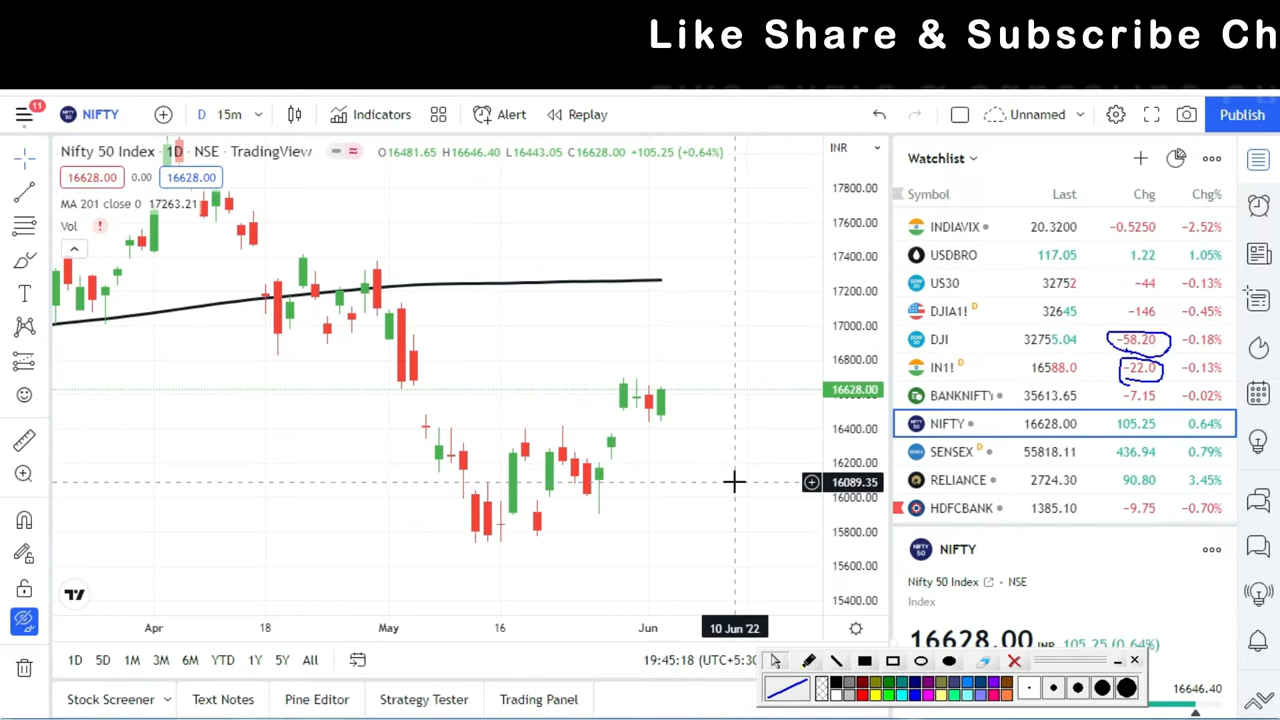 Like Share & Subscribe Ch
11
NIFTY
D 15m
Indicators
Alert
Replay
Unnamed
Publish
Nifty 50 Index 1D NSE TradingView
O16481.65 H16646.40 L16443.05 C16628.00 +105.25 (+0.64%)
INR
16628.00 0.00 16628.00
MA 201 close 0 17263.21
Vol !
17800.00
17600.00
17400.00
17200.00
17000.00
16800.00
16628.00
16400.00
16200.00
16089.35
16000.00
15800.00
15600.00
15400.00
Apr 18 May 16 Jun 10 Jun '22
1D 5D 1M 3M 6M YTD 1Y 5Y All
19:45:18 (UTC+5:30
Stock Screener Notes ine Editor Strategy Tester Trading Panel
Watchlist
Symbol Last Chg Chg%
INDIAVIX 20.3200 −0.5250 −2.52%
USDBRO 117.05 1.22 1.05%
US30 32752 −44 −0.13%
DJIA1! D 32645 −146 −0.45%
DJI 32755.04 −58.20 −0.18%
IN1! D 16588.0 −22.0 −0.13%
BANKNIFTY 35613.65 −7.15 −0.02%
NIFTY 16628.00 105.25 0.64%
SENSEX D 55818.11 436.94 0.79%
RELIANCE 2724.30 90.80 3.45%
HDFCBANK 1385.10 −9.75 −0.70%
NIFTY
Nifty 50 Index NSE
Index
16628.00 INR 105.25 (0.64%)
16646.40